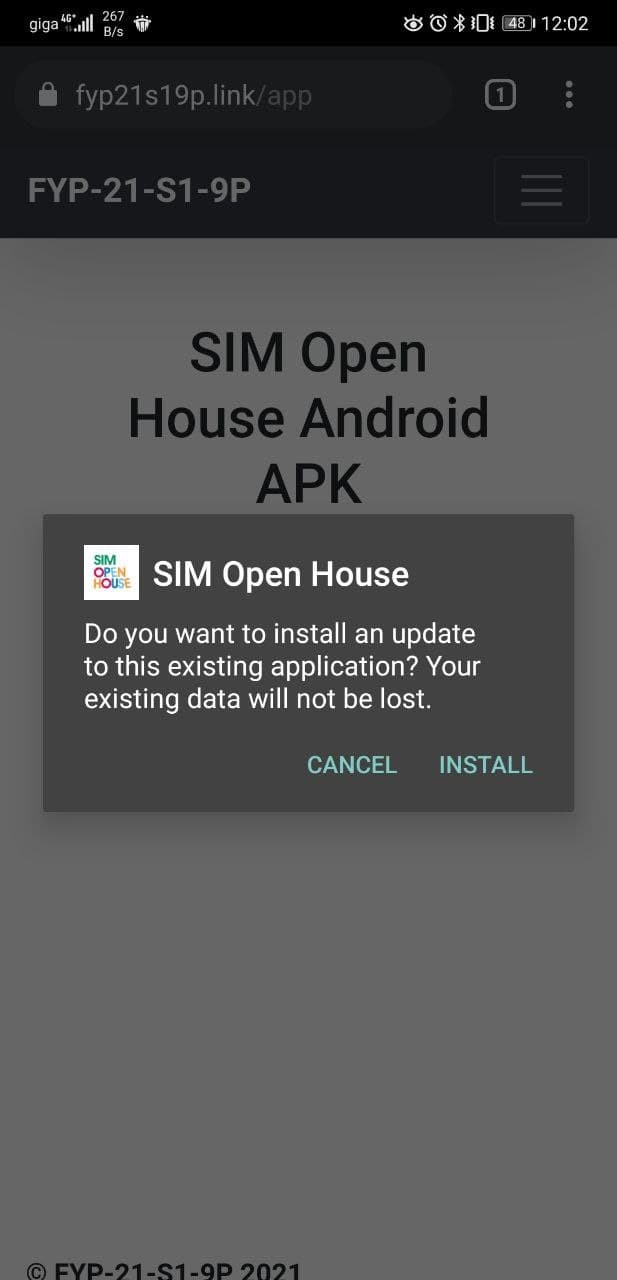 giga 4G+ 267 B/s 48 12:02
fyp21s19p.link/app 1
FYP-21-S1-9P
SIM Open
House Android
APK
SIM
OPEN
HOUSE
SIM Open House
Do you want to install an update
to this existing application? Your
existing data will not be lost.
CANCEL INSTALL
© FYP-21-S1-9P 2021